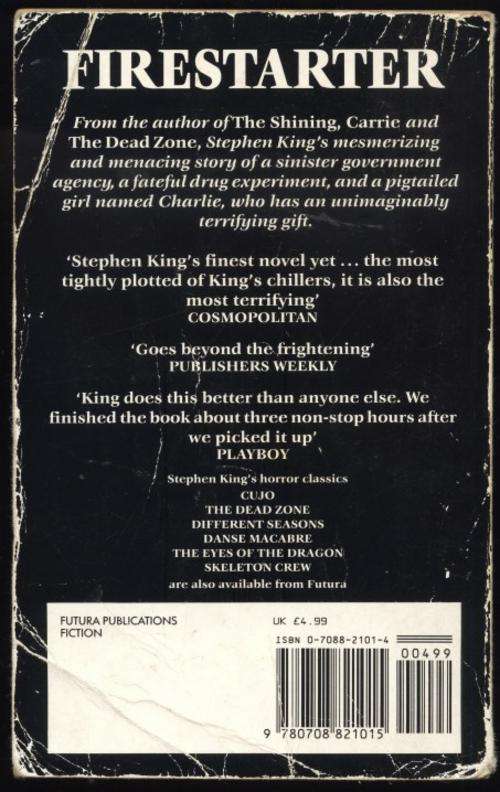 FIRESTARTER
From the author of The Shining, Carrie and
The Dead Zone, Stephen King's mesmerizing
and menacing story of a sinister government
agency, a fateful drug experiment, and a pigtailed
girl named Charlie, who has an unimaginably
terrifying gift.
‘Stephen King's finest novel yet ... the most
tightly plotted of King's chillers, it is also the
most terrifying’
COSMOPOLITAN
‘Goes beyond the frightening’
PUBLISHERS WEEKLY
‘King does this better than anyone else. We
finished the book about three non-stop hours after
we picked it up’
PLAYBOY
Stephen King's horror classics
CUJO
THE DEAD ZONE
DIFFERENT SEASONS
DANSE MACABRE
THE EYES OF THE DRAGON
SKELETON CREW
are also available from Futura
FUTURA PUBLICATIONS
FICTION
UK £4.99
ISBN 0-7088-2101-4
00499
9 780708 821015